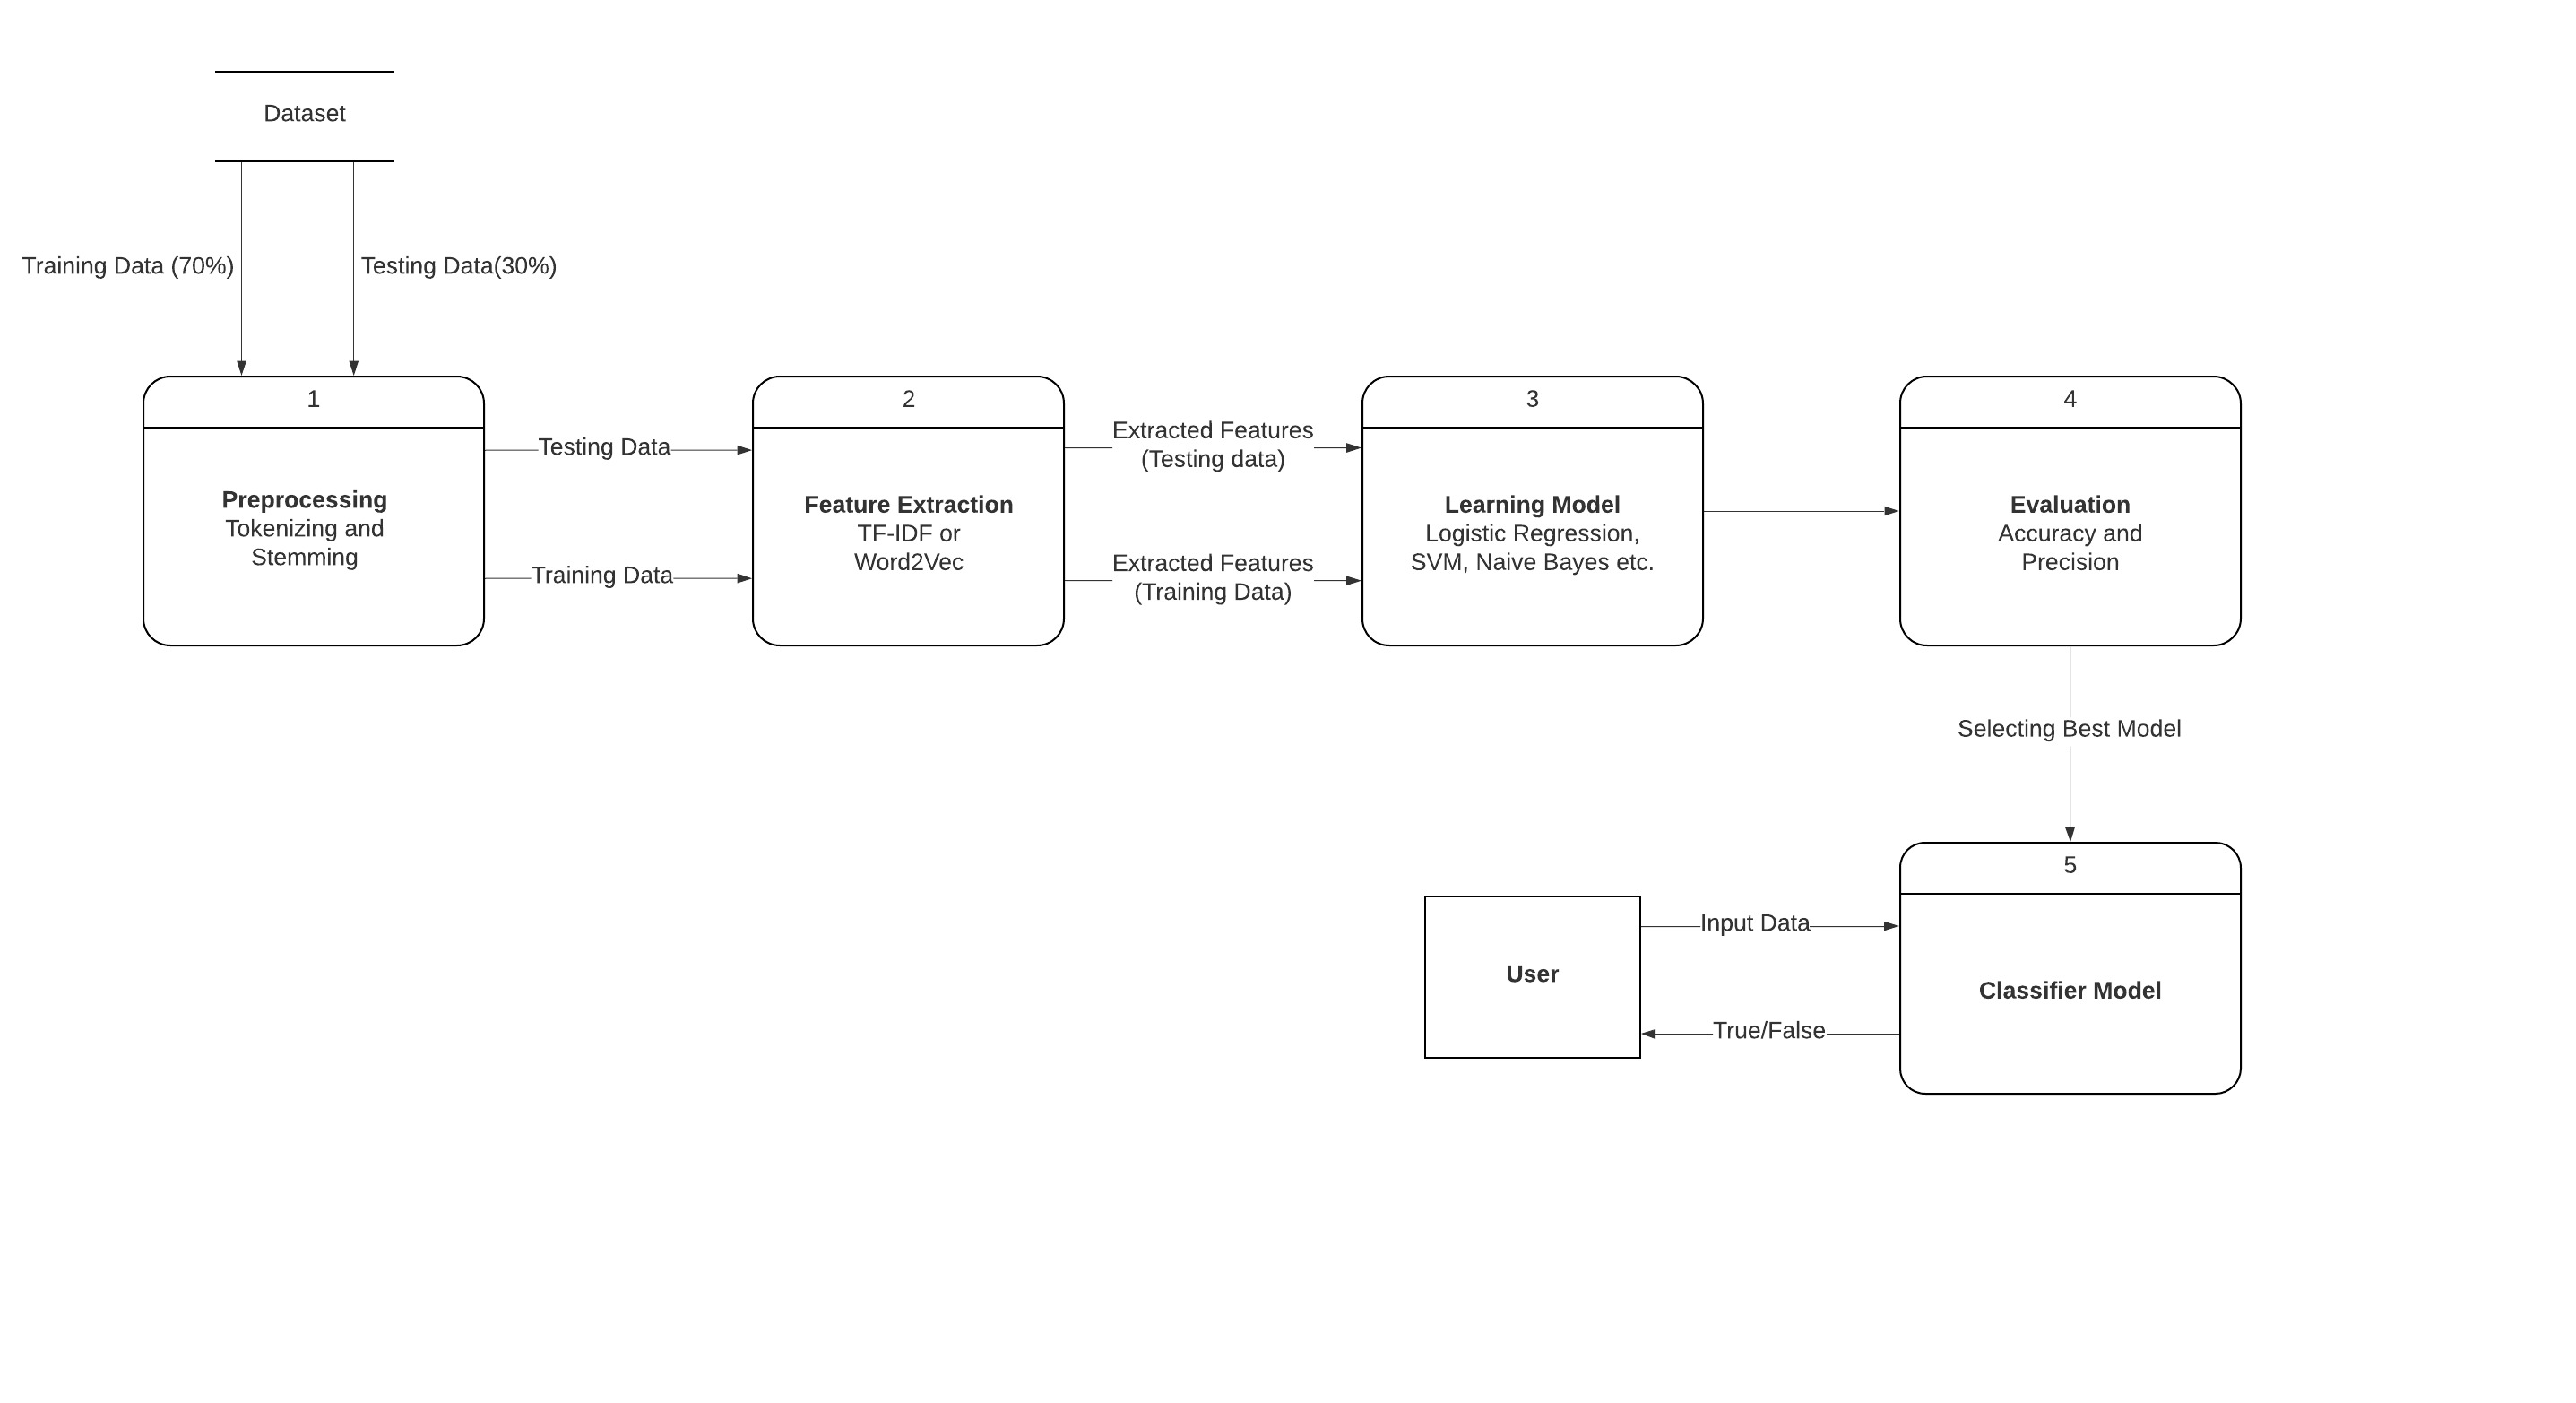 Dataset
Training Data (70%)
Testing Data(30%)
1
Preprocessing
Tokenizing and
Stemming
Testing Data
Training Data
2
Feature Extraction
TF-IDF or
Word2Vec
Extracted Features
(Testing data)
Extracted Features
(Training Data)
3
Learning Model
Logistic Regression,
SVM, Naive Bayes etc.
4
Evaluation
Accuracy and
Precision
Selecting Best Model
5
Classifier Model
User
Input Data
True/False